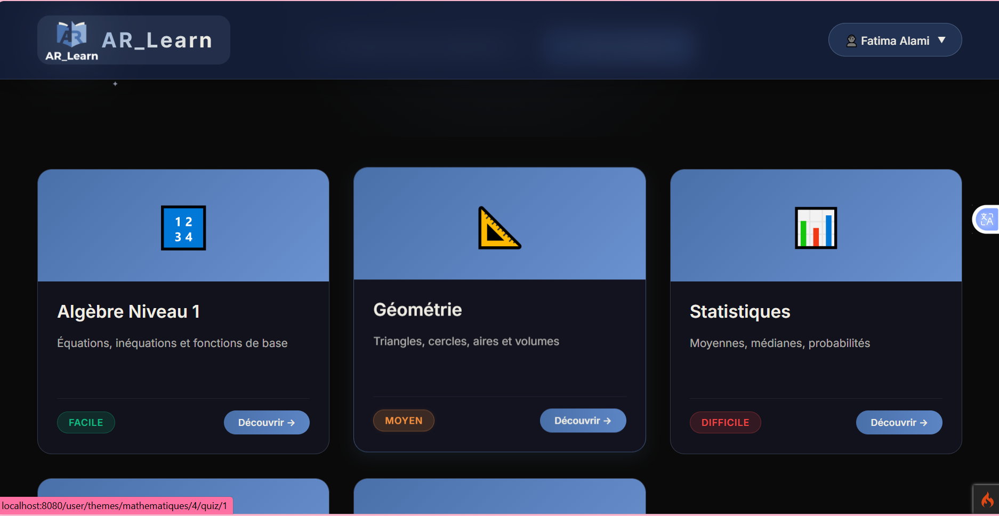 AR_Learn
AR_Learn
Fatima Alami ▼
1 2
3 4
Algèbre Niveau 1
Équations, inéquations et fonctions de base
FACILE
Découvrir →
Géométrie
Triangles, cercles, aires et volumes
MOYEN
Découvrir →
Statistiques
Moyennes, médianes, probabilités
DIFFICILE
Découvrir →
localhost:8080/user/themes/mathematiques/4/quiz/1